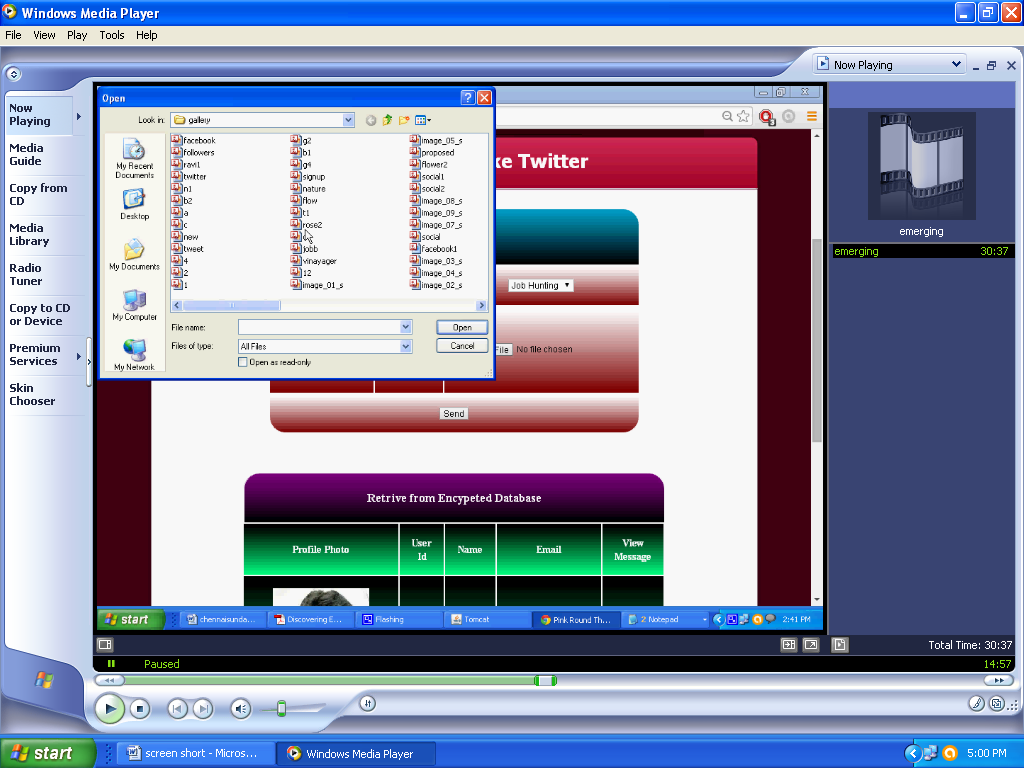 Windows Media Player
File View Play Tools Help
Now Playing
Now
Playing
Media
Guide
Copy from
CD
Media
Library
Radio
Tuner
Copy to CD
or Device
Premium
Services
Skin
Chooser
Open
Look in: gallery
My Recent
Documents
Desktop
My Documents
My Computer
My Network
facebook
followers
ravi1
twitter
n1
b2
a
c
new
tweet
4
2
1
g2
b1
g4
signup
nature
flow
t1
rose2
jobb
vinayager
12
image_01_s
image_05_s
proposed
flower2
social1
social2
image_08_s
image_09_s
image_07_s
social
facebook1
image_03_s
image_04_s
image_02_s
File name: Open
Files of type: All Files Cancel
Open as read-only
ke Twitter
Job Hunting
File No file chosen
Send
Retrive from Encypeted Database
Profile Photo
User
Id
Name
Email
View
Message
start
chennaisunda...
Discovering E...
Flashing
Tomcat
Pink Round Th...
2 Notepad
2:41 PM
emerging
emerging 30:37
Total Time: 30:37
Paused 14:57
start
screen short - Micros...
Windows Media Player
5:00 PM